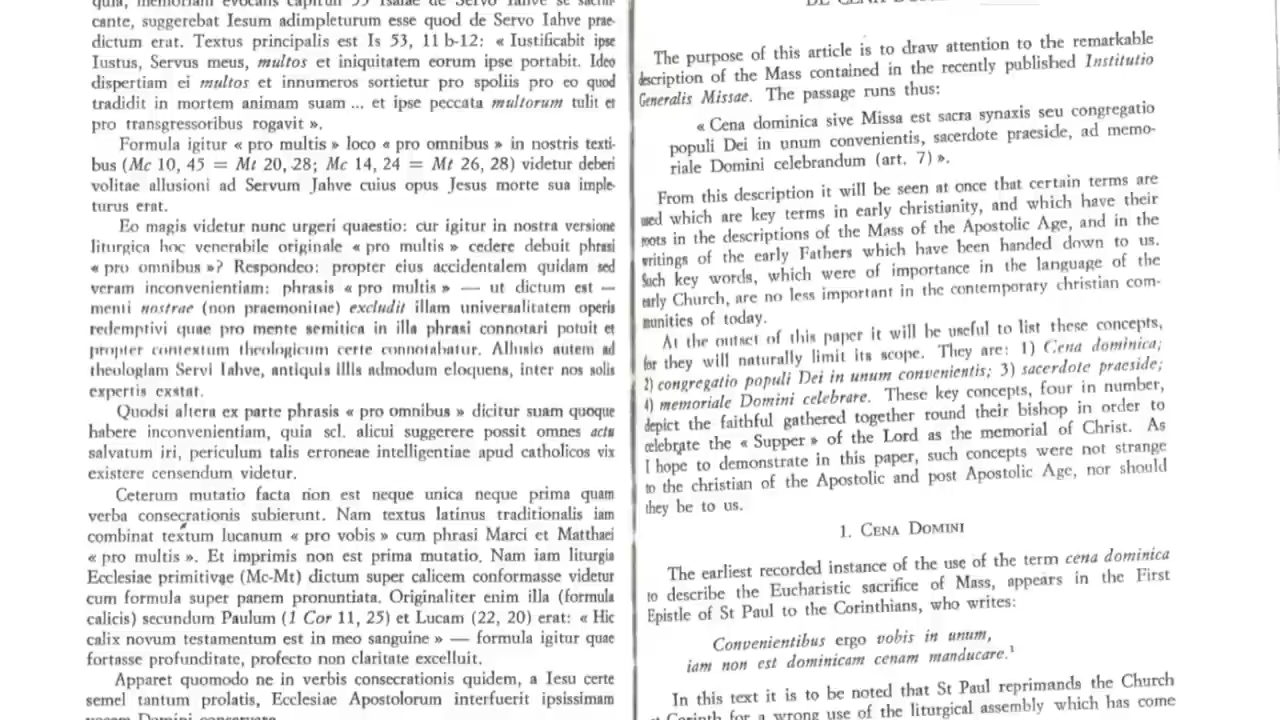 quia, memoriam evocans capituli 53 Isaiae de Servo Iahve se
cante, suggerebat Iesum adimpleturum esse quod de Servo Iahve prae-
dictum erat. Textus principalis est Is 53, 11 b-12: « Iustificabit ipse
Iustus, Servus meus, multos et iniquitatem eorum ipse portabit. Ideo
dispertiam ei multos et innumeros sortietur pro spoliis pro eo quod
tradidit in mortem animam suam ... et ipse peccata multorum tulit et
pro transgressoribus rogavit ».
Formula igitur « pro multis » loco « pro omnibus » in nostris texti-
bus (Mc 10, 45 = Mt 20, 28; Mc 14, 24 = Mt 26, 28) videtur deberi
volitae allusioni ad Servum Jahve cuius opus Jesus morte sua imple-
turus erat.
Eo magis videtur nunc urgeri quaestio: cur igitur in nostra versione
liturgica hoc venerabile originale « pro multis » cedere debuit phrasi
« pro omnibus »? Respondeo: propter eius accidentalem quidam sed
veram inconvenientiam: phrasis « pro multis » — ut dictum est —
menti nostrae (non praemonitae) excludit illam universalitatem operis
redemptivi quae pro mente semitica in illa phrasi connotari potuit et
propter contextum theologicum certe connotabatur. Allusio autem ad
theologiam Servi Iahve, antiquis illis admodum eloquens, inter nos solis
expertis exstat.
Quodsi altera ex parte phrasis « pro omnibus » dicitur suam quoque
habere inconvenientiam, quia scl. alicui suggerere possit omnes actu
salvatum iri, periculum talis erroneae intelligentiae apud catholicos vix
existere censendum videtur.
Ceterum mutatio facta non est neque unica neque prima quam
verba consecrationis subierunt. Nam textus latinus traditionalis iam
combinat textum lucanum « pro vobis » cum phrasi Marci et Matthaei
« pro multis ». Et imprimis non est prima mutatio. Nam iam liturgia
Ecclesiae primitivae (Mc-Mt) dictum super calicem conformasse videtur
cum formula super panem pronuntiata. Originaliter enim illa (formula
calicis) secundum Paulum (1 Cor 11, 25) et Lucam (22, 20) erat: « Hic
calix novum testamentum est in meo sanguine » — formula igitur quae
fortasse profunditate, profecto non claritate excelluit.
Apparet quomodo ne in verbis consecrationis quidem, a Iesu certe
semel tantum prolatis, Ecclesiae Apostolorum interfuerit ipsissimam
vocem Domini conservare.
DE CENA
The purpose of this article is to draw attention to the remarkable
description of the Mass contained in the recently published Institutio
Generalis Missae. The passage runs thus:
« Cena dominica sive Missa est sacra synaxis seu congregatio
populi Dei in unum convenientis, sacerdote praeside, ad memo-
riale Domini celebrandum (art. 7) ».
From this description it will be seen at once that certain terms are
used which are key terms in early christianity, and which have their
roots in the descriptions of the Mass of the Apostolic Age, and in the
writings of the early Fathers which have been handed down to us.
Such key words, which were of importance in the language of the
early Church, are no less important in the contemporary christian com-
munities of today.
At the outset of this paper it will be useful to list these concepts,
for they will naturally limit its scope. They are: 1) Cena dominica;
2) congregatio populi Dei in unum convenientis; 3) sacerdote praeside;
4) memoriale Domini celebrare. These key concepts, four in number,
depict the faithful gathered together round their bishop in order to
celebrate the « Supper » of the Lord as the memorial of Christ. As
I hope to demonstrate in this paper, such concepts were not strange
to the christian of the Apostolic and post Apostolic Age, nor should
they be to us.
1. CENA DOMINI
The earliest recorded instance of the use of the term cena dominica
to describe the Eucharistic sacrifice of Mass, appears in the First
Epistle of St Paul to the Corinthians, who writes:
Convenientibus ergo vobis in unum,
iam non est dominicam cenam manducare.¹
In this text it is to be noted that St Paul reprimands the Church
at Corinth for a wrong use of the liturgical assembly which has come